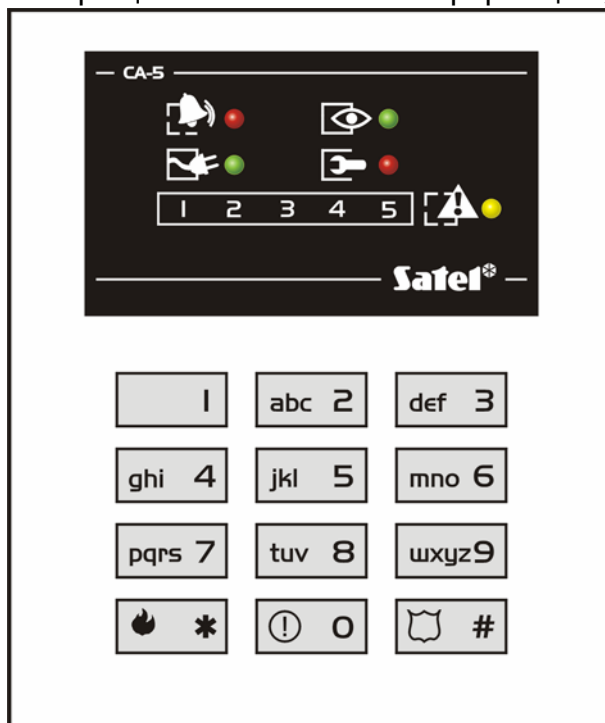 CA-5
1 2 3 4 5
Satel
1 abc 2 def 3
ghi 4 jkl 5 mno 6
pqrs 7 tuv 8 wxyz9
* 0 #